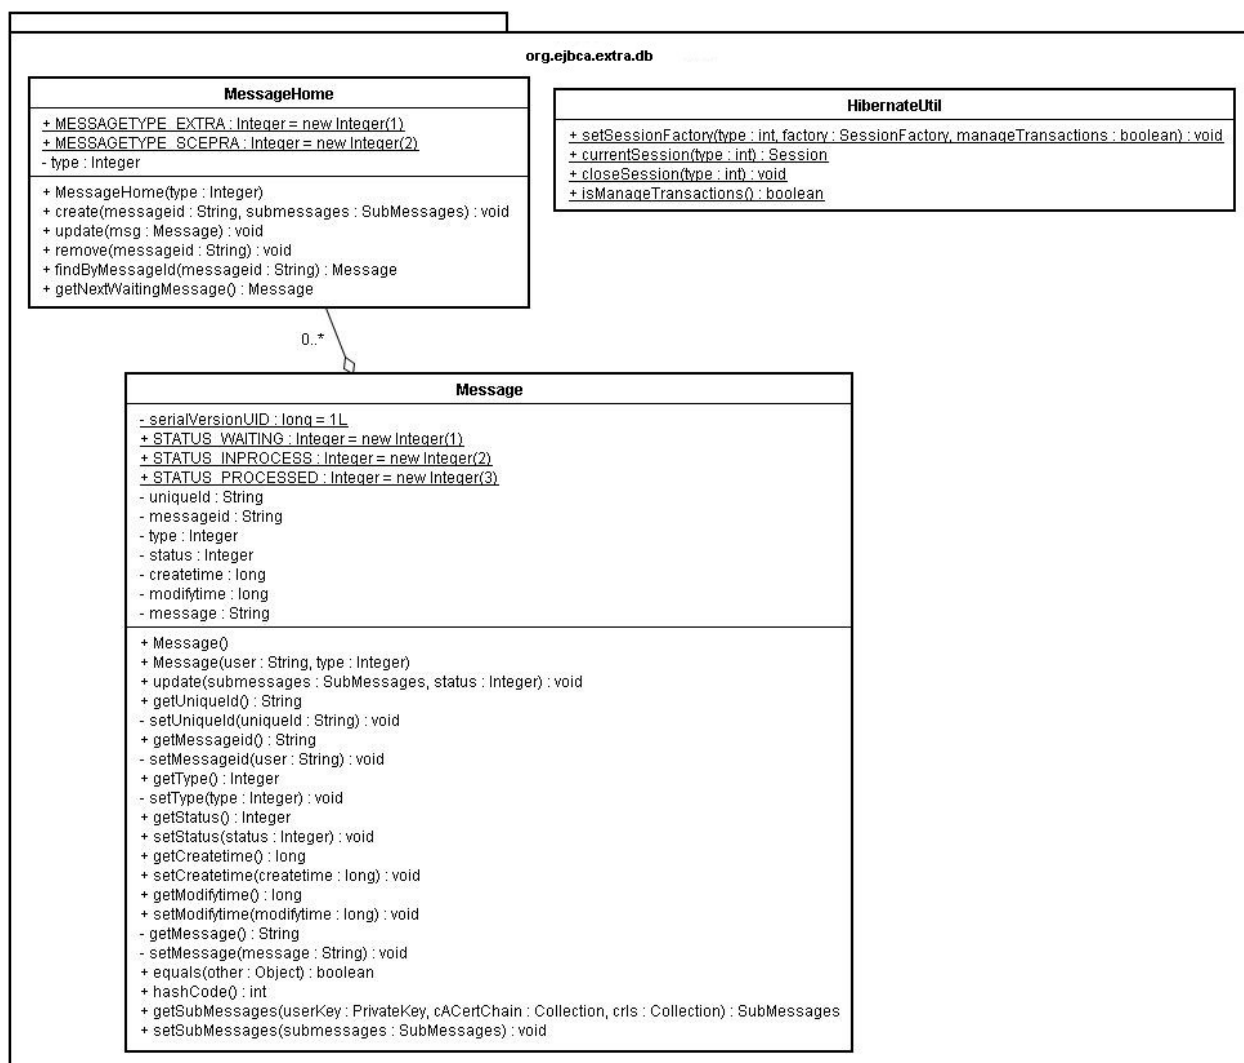 org.ejbca.extra.db
MessageHome
+ MESSAGETYPE_EXTRA : Integer = new Integer(1)
+ MESSAGETYPE_SCEPRA : Integer = new Integer(2)
- type : Integer
+ MessageHome(type : Integer)
+ create(messageid : String, submessages : SubMessages) : void
+ update(msg : Message) : void
+ remove(messageid : String) : void
+ findByMessageId(messageid : String) : Message
+ getNextWaitingMessage() : Message
HibernateUtil
+ setSessionFactory(type : int, factory : SessionFactory, manageTransactions : boolean) : void
+ currentSession(type : int) : Session
+ closeSession(type : int) : void
+ isManageTransactions() : boolean
0..*
Message
- serialVersionUID : long = 1L
+ STATUS_WAITING : Integer = new Integer(1)
+ STATUS_INPROCESS : Integer = new Integer(2)
+ STATUS_PROCESSED : Integer = new Integer(3)
- uniqueId : String
- messageid : String
- type : Integer
- status : Integer
- createtime : long
- modifytime : long
- message : String
+ Message()
+ Message(user : String, type : Integer)
+ update(submessages : SubMessages, status : Integer) : void
+ getUniqueId() : String
- setUniqueId(uniqueId : String) : void
+ getMessageid() : String
- setMessageid(user : String) : void
+ getType() : Integer
- setType(type : Integer) : void
+ getStatus() : Integer
+ setStatus(status : Integer) : void
+ getCreatetime() : long
+ setCreatetime(createtime : long) : void
+ getModifytime() : long
+ setModifytime(modifytime : long) : void
- getMessage() : String
- setMessage(message : String) : void
+ equals(other : Object) : boolean
+ hashCode() : int
+ getSubMessages(userKey : PrivateKey, cACertChain : Collection, crls : Collection) : SubMessages
+ setSubMessages(submessages : SubMessages) : void